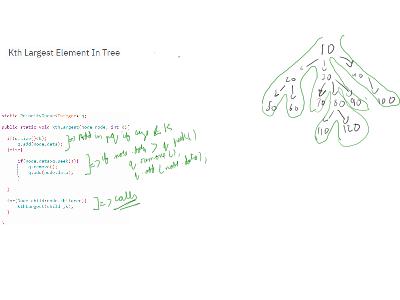 Kth Largest Element In Tree
static PriorityQueue<Integer>q;
public static void kthLargest(Node node, int k){
if(q.size()<k){
q.add(node.data);
}else{
if(node.data>q.peek()){
q.remove();
q.add(node.data);
}
}
for(Node child:node.children){
kthLargest(child,k);
}
}
=> Add in pq if size < k
=> if node.data > q.peek()
q.remove();
q.add(node.data);
=> calls
10
20 30 40
50 60 70 80 90 100
110 120